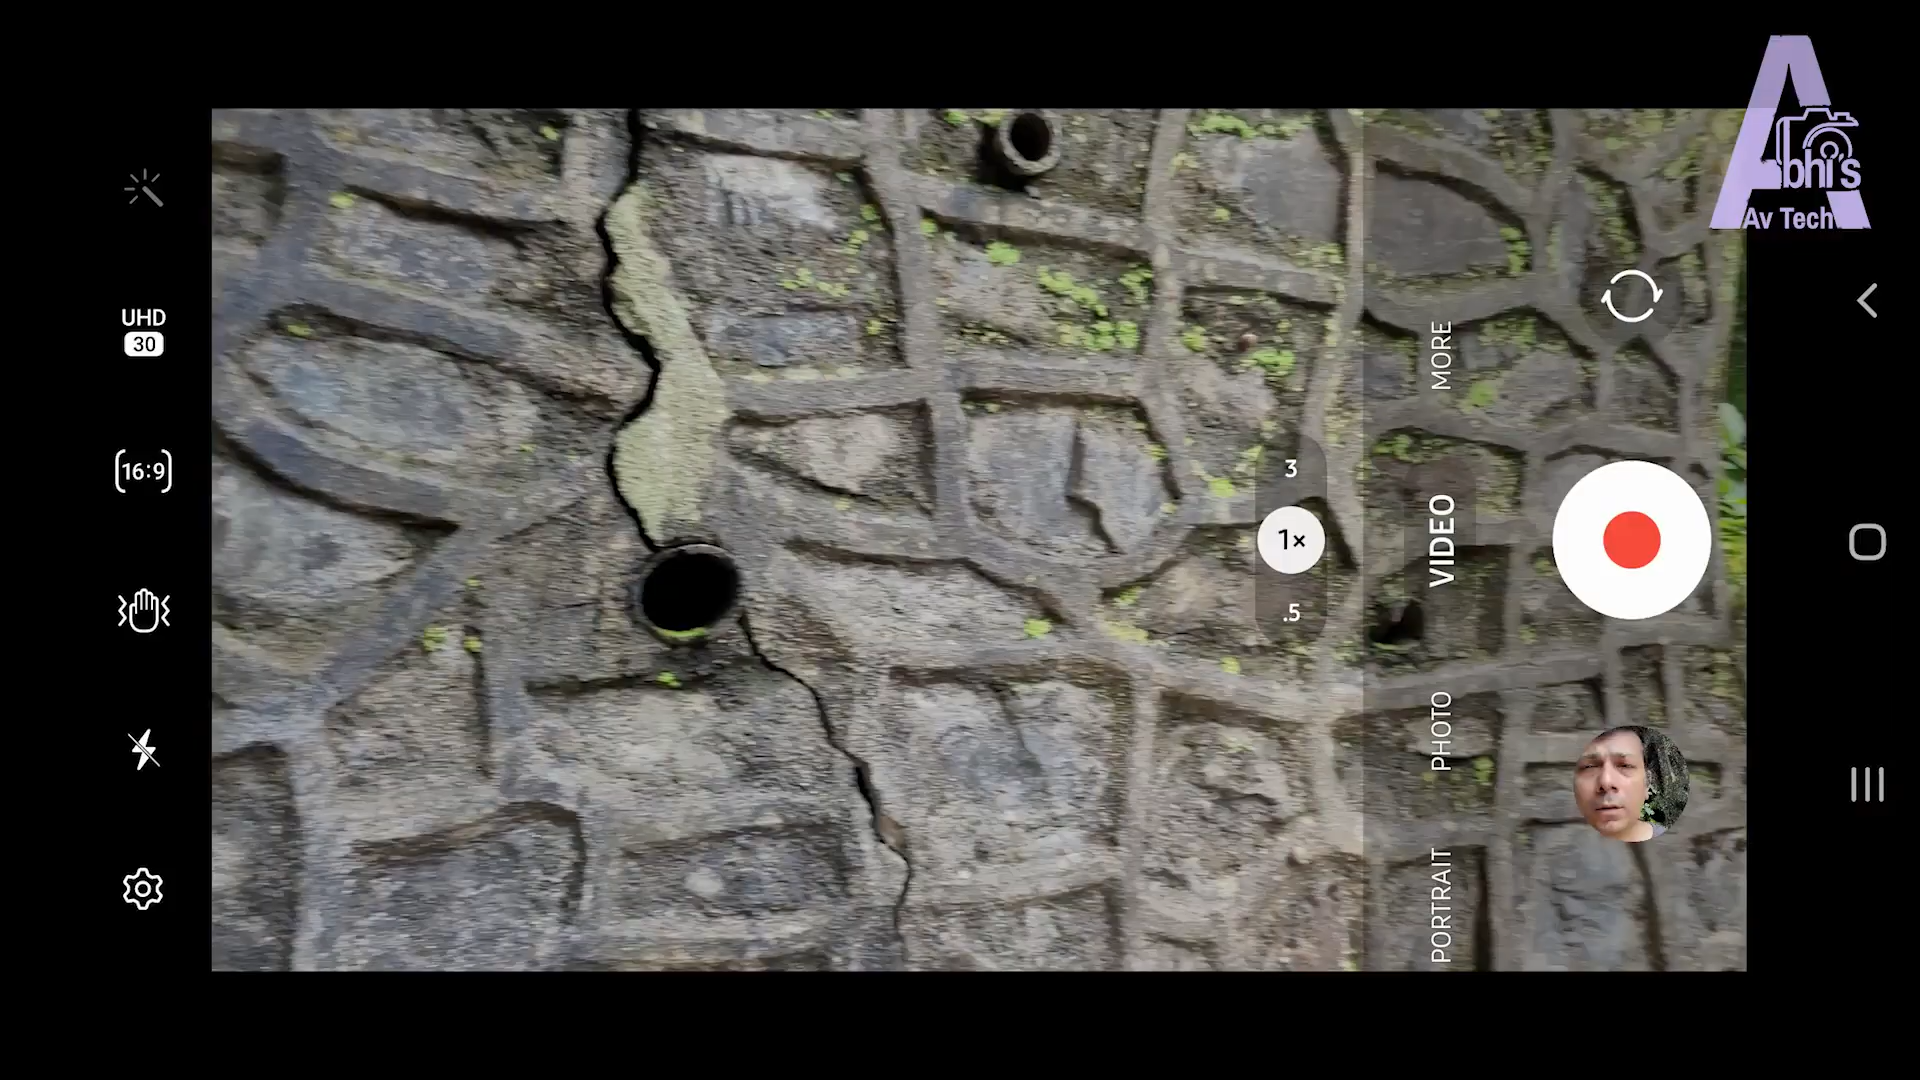 UHD
30
16:9
3
1×
.5
MORE
VIDEO
PHOTO
PORTRAIT
Abhi's
Av Tech